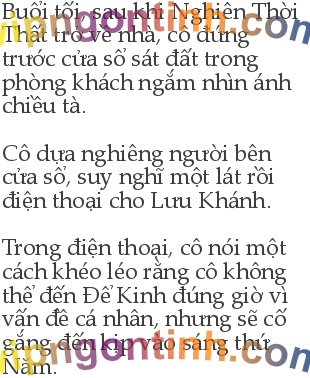 Buổi tối, sau khi Nghiên Thời
Thất trở về nhà, cô đứng
trước cửa sổ sát đất trong
phòng khách ngắm nhìn ánh
chiều tà.
Cô dựa nghiêng người bên
cửa sổ, suy nghĩ một lát rồi
điện thoại cho Lưu Khánh.
Trong điện thoại, cô nói một
cách khéo léo rằng cô không
thể đến Đế Kinh đúng giờ vì
vấn đề cá nhân, nhưng sẽ cố
gắng đến kịp vào sáng thứ
Năm.